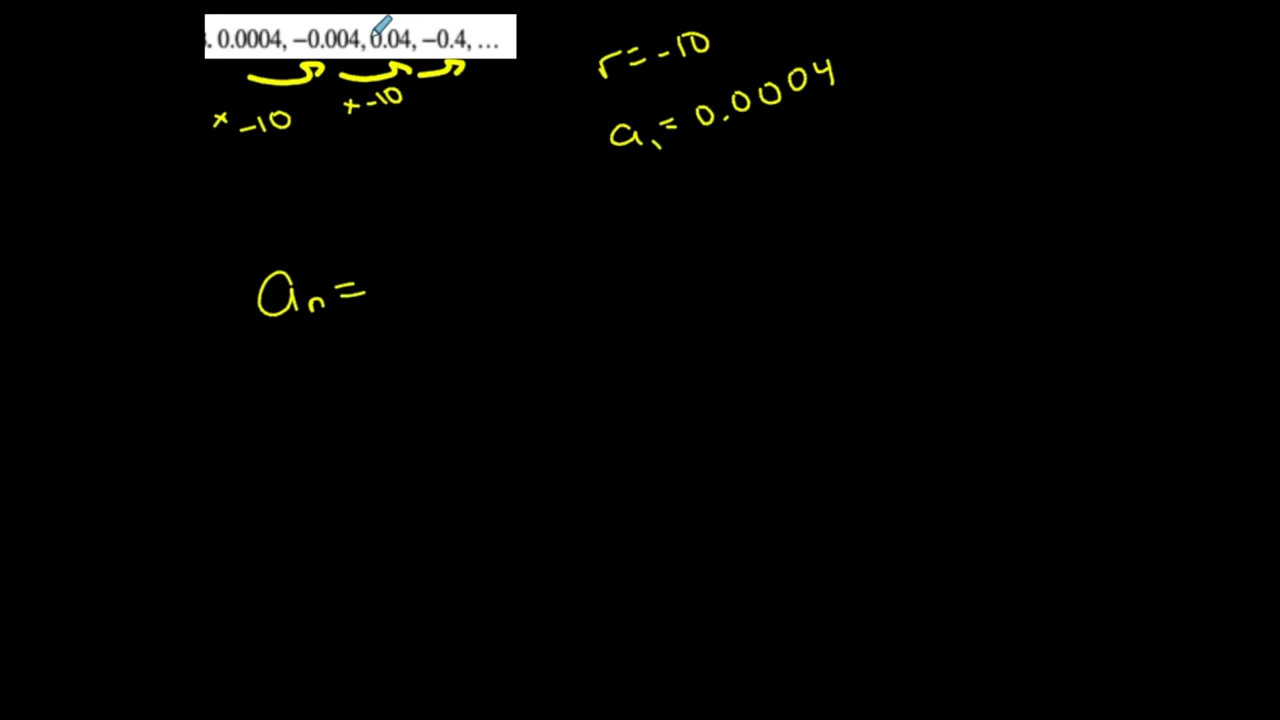 . 0.0004, −0.004, 0.04, −0.4, …
× -10
× -10
r = -10
a₁ = 0.0004
aₙ =